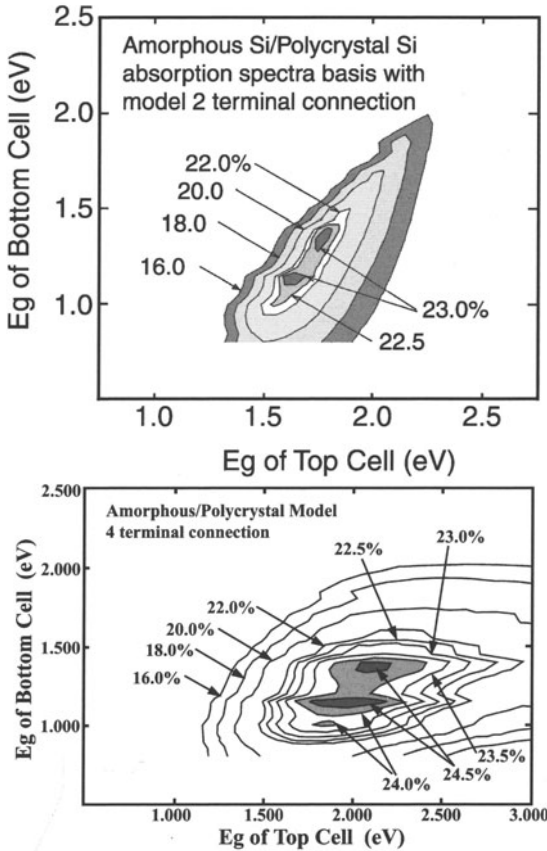 2.5
Amorphous Si/Polycrystal Si
absorption spectra basis with
model 2 terminal connection
2.0
22.0%
20.0
1.5
18.0
16.0
1.0
23.0%
22.5
Eg of Bottom Cell (eV)
1.0 1.5 2.0 2.5
Eg of Top Cell (eV)
2.500
Amorphous/Polycrystal Model
4 terminal connection
2.000
22.5% 23.0%
22.0%
20.0%
18.0%
16.0%
1.500
1.000
23.5%
24.5%
24.0%
Eg of Bottom Cell (eV)
1.000 1.500 2.000 2.500 3.000
Eg of Top Cell (eV)